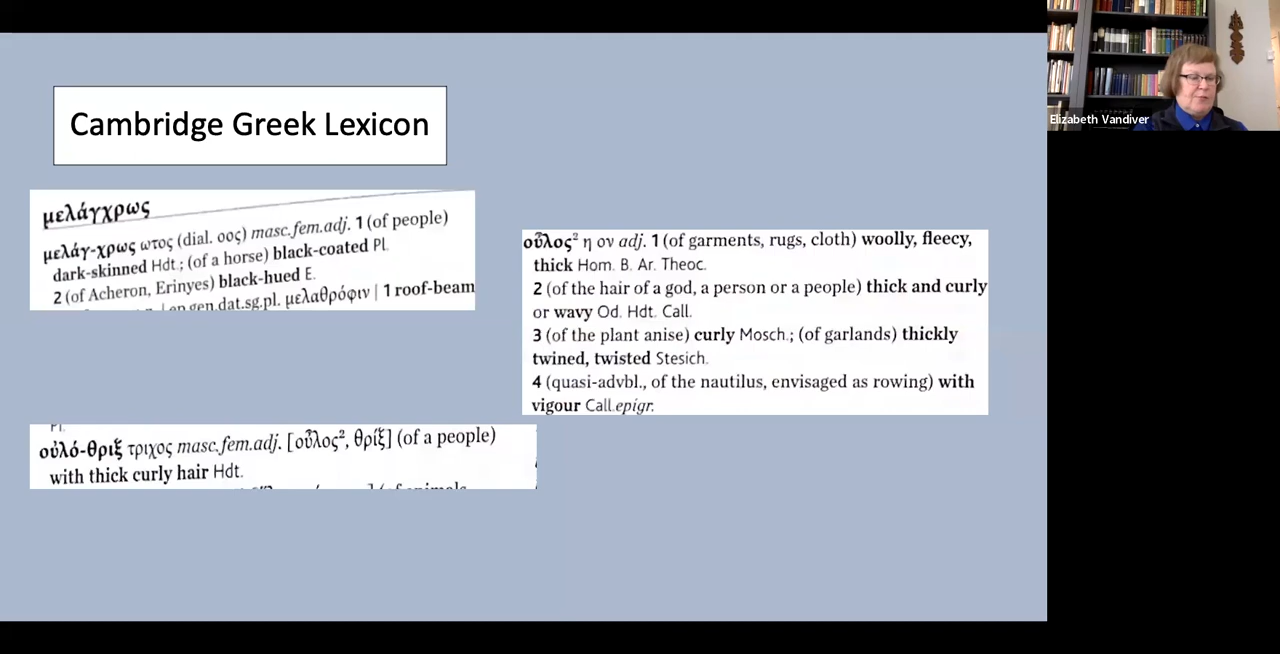 Cambridge Greek Lexicon
μελάγχρως
μελάγ-χρως ωτος (dial. οος) masc.fem.adj. 1 (of people)
dark-skinned Hdt.; (of a horse) black-coated Pl.
2 (of Acheron, Erinyes) black-hued E.
gen.dat.sg.pl. μελαθρόφιν | 1 roof-beam
οὖλος² η ον adj. 1 (of garments, rugs, cloth) woolly, fleecy,
thick Hom. B. Ar. Theoc.
2 (of the hair of a god, a person or a people) thick and curly
or wavy Od. Hdt. Call.
3 (of the plant anise) curly Mosch.; (of garlands) thickly
twined, twisted Stesich.
4 (quasi-advbl., of the nautilus, envisaged as rowing) with
vigour Call.epigr.
οὐλό-θριξ τριχος masc.fem.adj. [οὖλος², θρίξ] (of a people)
with thick curly hair Hdt.
Elizabeth Vandiver